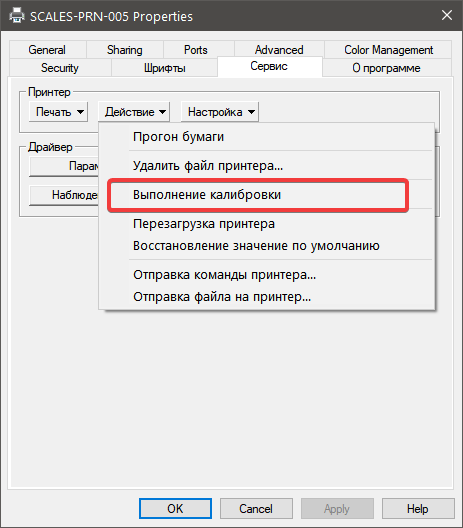 SCALES-PRN-005 Properties
General Sharing Ports Advanced Color Management
Security Шрифты Сервис О программе
Принтер
Печать Действие Настройка
Прогон бумаги
Драйвер
Удалить файл принтера...
Парам
Наблюде
Выполнение калибровки
Перезагрузка принтера
Восстановление значение по умолчанию
Отправка команды принтера...
Отправка файла на принтер...
OK Cancel Apply Help